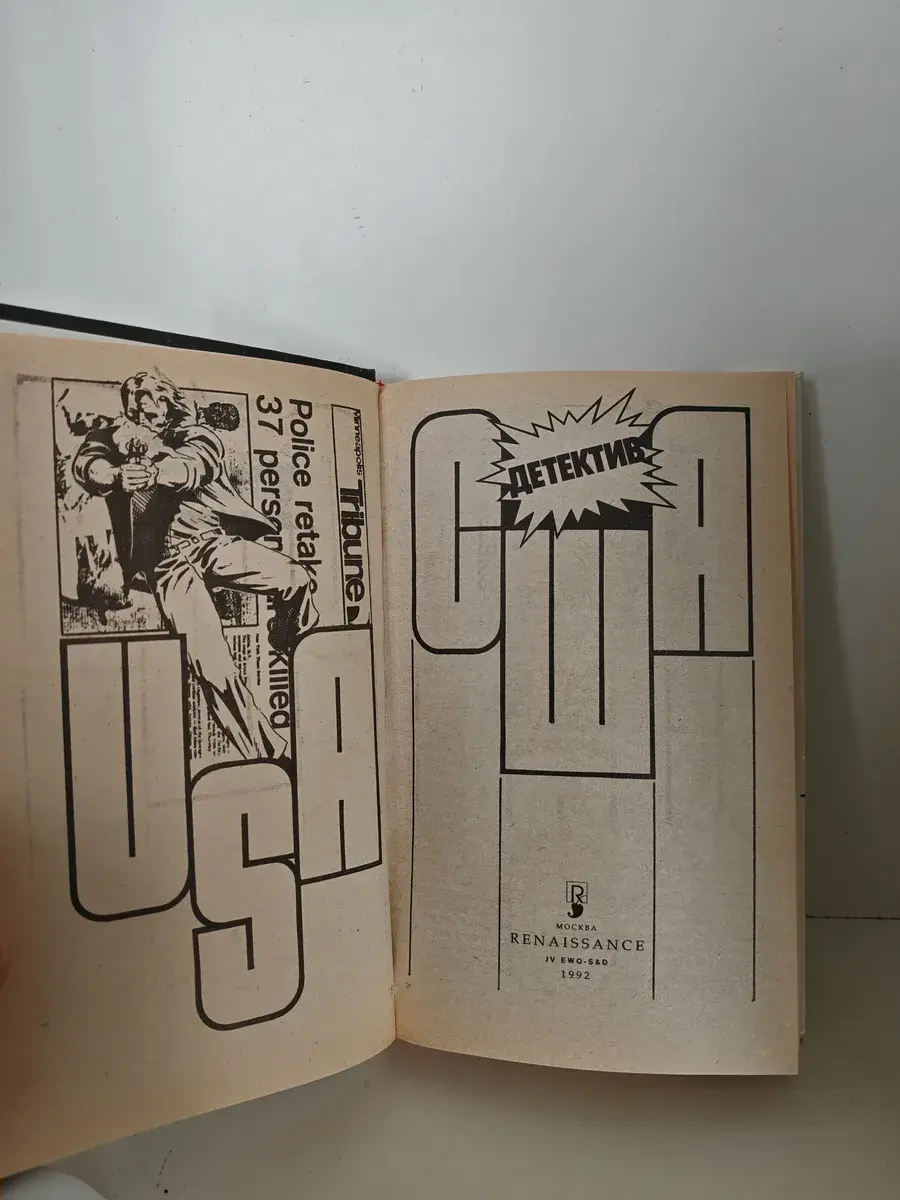 Minneapolis
Tribune
Police retake
37 person
killed
USA
ДЕТЕКТИВ
США
R
МОСКВА
RENAISSANCE
JV EWO-S&D
1992